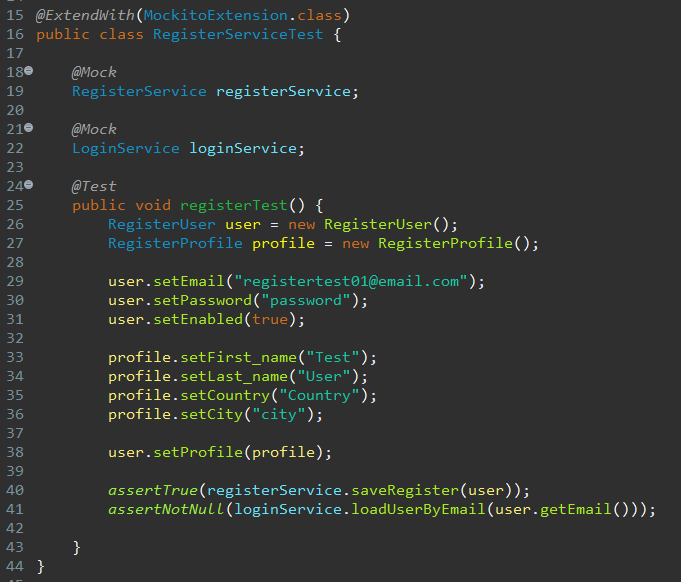 15 @ExtendWith(MockitoExtension.class)
16 public class RegisterServiceTest {
17
18 @Mock
19 RegisterService registerService;
20
21 @Mock
22 LoginService loginService;
23
24 @Test
25 public void registerTest() {
26 RegisterUser user = new RegisterUser();
27 RegisterProfile profile = new RegisterProfile();
28
29 user.setEmail("registertest01@email.com");
30 user.setPassword("password");
31 user.setEnabled(true);
32
33 profile.setFirst_name("Test");
34 profile.setLast_name("User");
35 profile.setCountry("Country");
36 profile.setCity("city");
37
38 user.setProfile(profile);
39
40 assertTrue(registerService.saveRegister(user));
41 assertNotNull(loginService.loadUserByEmail(user.getEmail()));
42
43 }
44 }